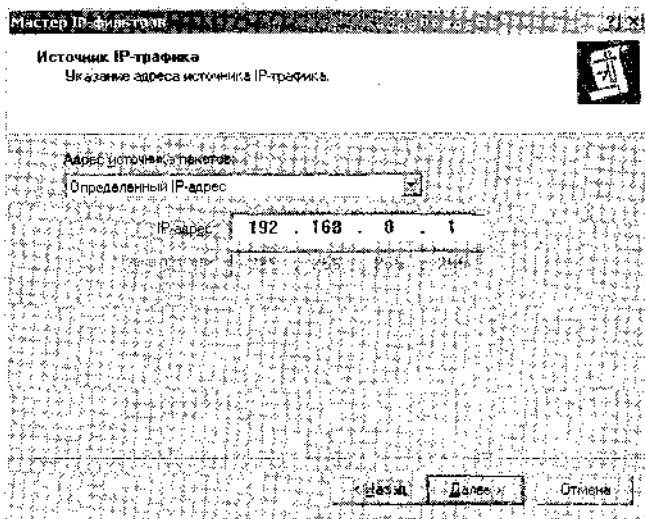 Мастер IP-фильтров
Источник IP-трафика
Указание адреса источника IP-трафика.
Адрес источника пакетов:
Определенный IP-адрес
IP-адрес:
192 . 168 . 0 . 1
< Назад
Далее >
Отмена